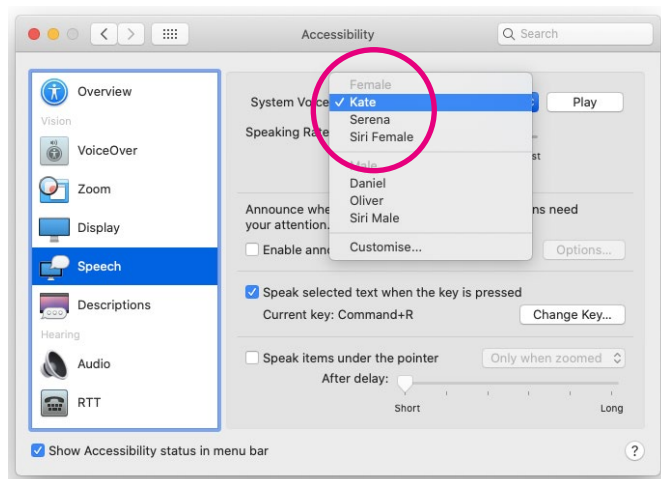 Accessibility
Search
Overview
Vision
VoiceOver
Zoom
Display
Speech
Descriptions
Hearing
Audio
RTT
System Voice
Female
✓ Kate
Serena
Siri Female
Male
Daniel
Oliver
Siri Male
Customise...
Play
Speaking Rate
st
Announce whe ns need
your attention.
Enable ann Options...
Speak selected text when the key is pressed
Current key: Command+R Change Key...
Speak items under the pointer Only when zoomed
After delay:
Short Long
Show Accessibility status in menu bar ?